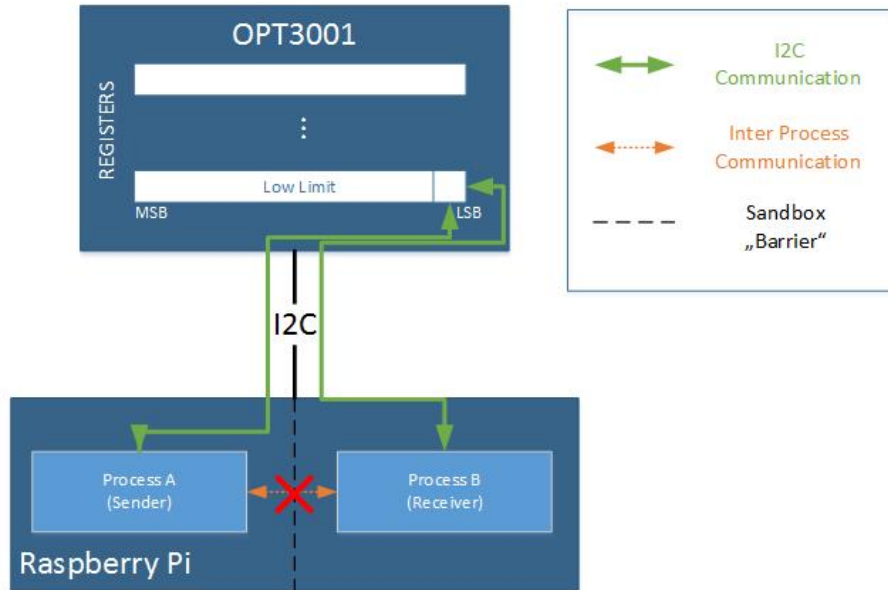 OPT3001
REGISTERS
⋮
Low Limit
MSB
LSB
I2C
Process A
(Sender)
Process B
(Receiver)
Raspberry Pi
I2C
Communication
Inter Process
Communication
Sandbox
„Barrier“